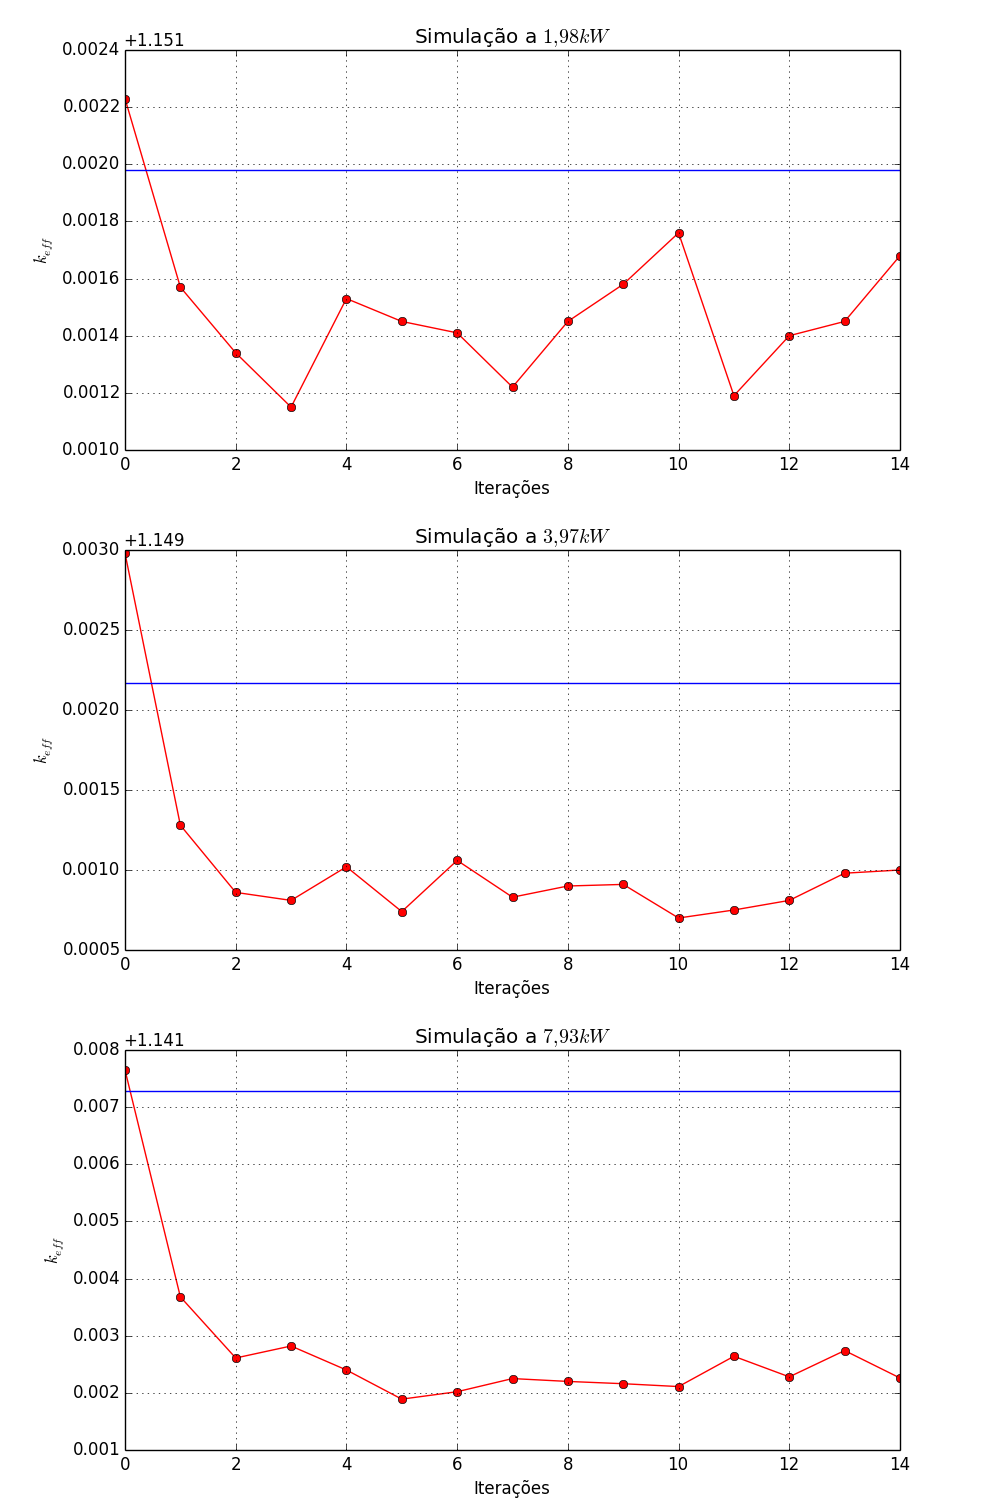 +1.151
Simulação a 1,98kW
0.0024
0.0022
0.0020
0.0018
0.0016
0.0014
0.0012
0.0010
k_eff
0 2 4 6 8 10 12 14
Iterações
+1.149
Simulação a 3,97kW
0.0030
0.0025
0.0020
0.0015
0.0010
0.0005
k_eff
0 2 4 6 8 10 12 14
Iterações
+1.141
Simulação a 7,93kW
0.008
0.007
0.006
0.005
0.004
0.003
0.002
0.001
k_eff
0 2 4 6 8 10 12 14
Iterações